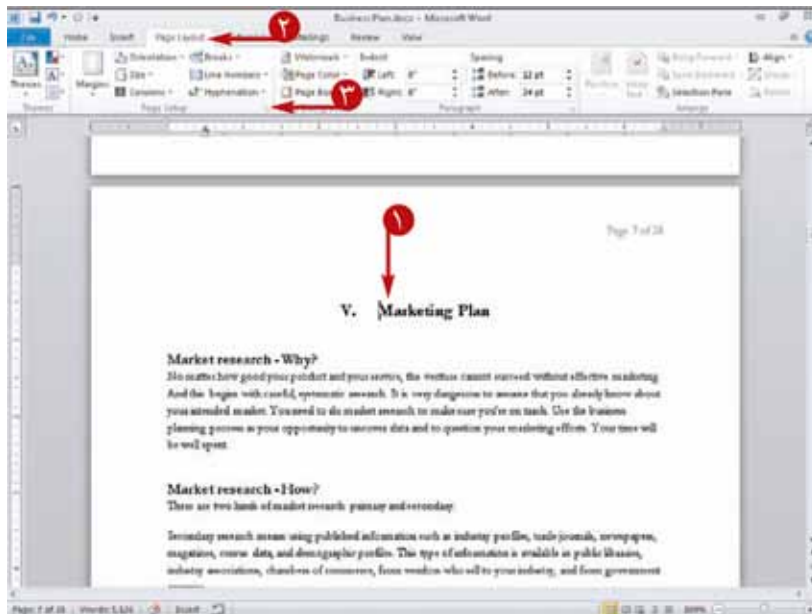 Business Plan.docx - Microsoft Word
File Home Insert Page Layout Mailings Review View
٢
Themes Margins Orientation Breaks Watermark Indent Spacing Bring Forward Align
Size Line Numbers Page Color Left: 0" Before: 12 pt Send Backward Group
Columns Hyphenation Page Borders Right: 0" After: 24 pt Selection Pane Rotate
Themes Page Setup Paragraph Arrange
٣
١
Page 7 of 28
V. Marketing Plan
Market research - Why?
No matter how good your product and your service, the venture cannot succeed without effective marketing.
And this begins with careful, systematic research. It is very dangerous to assume that you already know about
your intended market. You need to do market research to make sure you're on track. Use the business
planning process as your opportunity to uncover data and to question your marketing efforts. Your time will
be well spent.
Market research - How?
There are two kinds of market research: primary and secondary.
Secondary research means using published information such as industry profiles, trade journals, newspapers,
magazines, census data, and demographic profiles. This type of information is available in public libraries,
industry associations, chambers of commerce, from vendors who sell to your industry, and from government
Page: 7 of 28 Words: Insert 100%